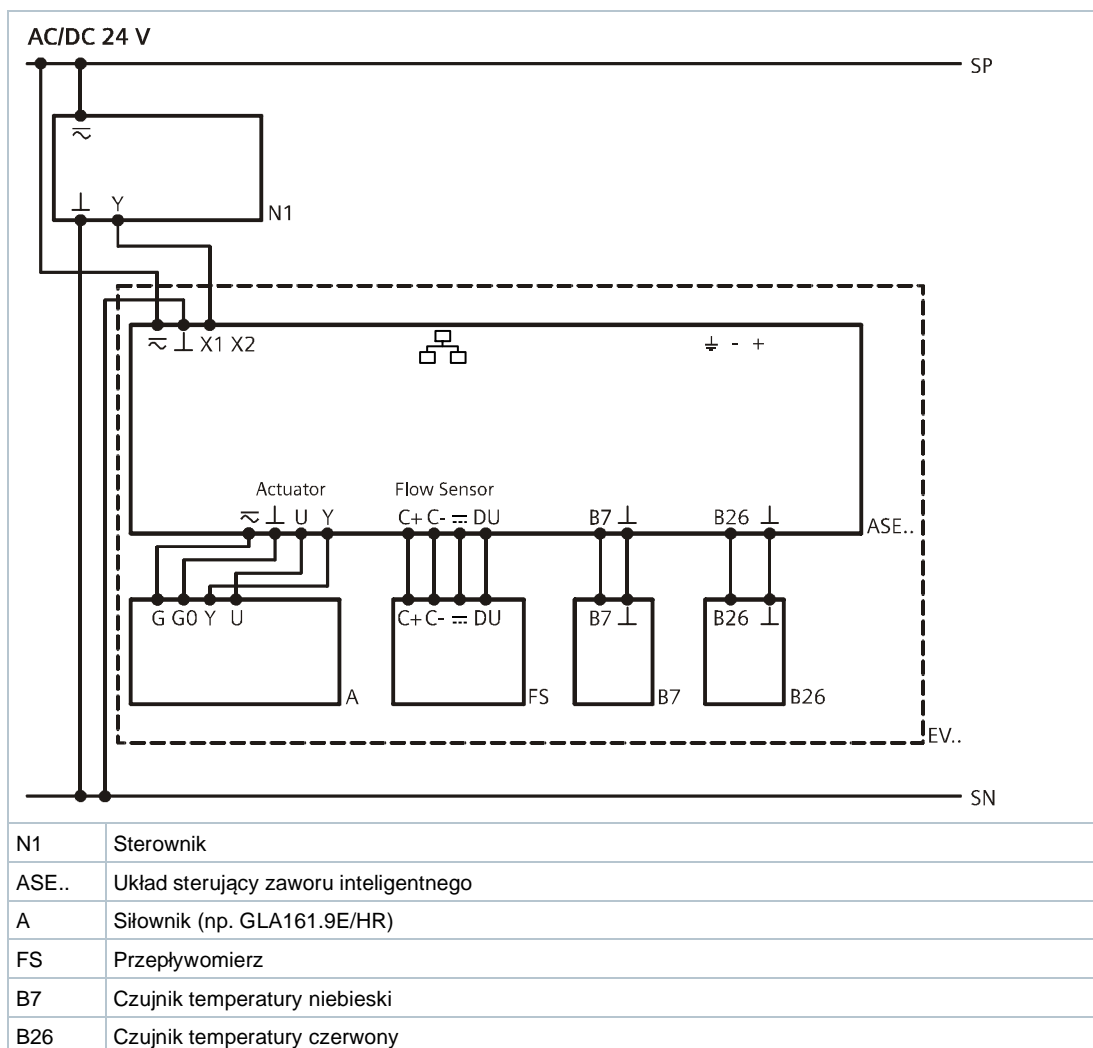 AC/DC 24 V
SP
⊥ Y
N1
⊥ X1 X2
⏚ - +
Actuator Flow Sensor
⊥ U Y C+ C- ⎓ DU B7 ⊥ B26 ⊥
ASE..
G G0 Y U C+ C- ⎓ DU B7 ⊥ B26 ⊥
A FS B7 B26
EV..
SN
N1 Sterownik
ASE.. Układ sterujący zaworu inteligentnego
A Siłownik (np. GLA161.9E/HR)
FS Przepływomierz
B7 Czujnik temperatury niebieski
B26 Czujnik temperatury czerwony